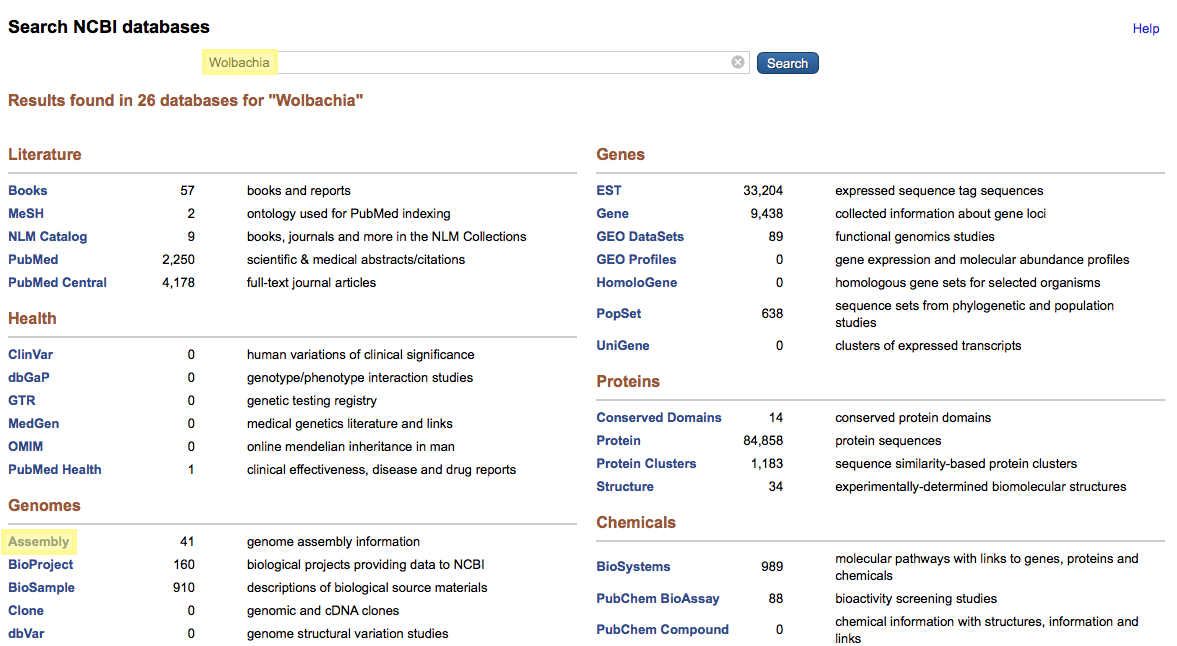 Search NCBI databases
Help
Wolbachia
Search
Results found in 26 databases for "Wolbachia"
Literature
Books 57 books and reports
MeSH 2 ontology used for PubMed indexing
NLM Catalog 9 books, journals and more in the NLM Collections
PubMed 2,250 scientific & medical abstracts/citations
PubMed Central 4,178 full-text journal articles
Health
ClinVar 0 human variations of clinical significance
dbGaP 0 genotype/phenotype interaction studies
GTR 0 genetic testing registry
MedGen 0 medical genetics literature and links
OMIM 0 online mendelian inheritance in man
PubMed Health 1 clinical effectiveness, disease and drug reports
Genomes
Assembly 41 genome assembly information
BioProject 160 biological projects providing data to NCBI
BioSample 910 descriptions of biological source materials
Clone 0 genomic and cDNA clones
dbVar 0 genome structural variation studies
Genes
EST 33,204 expressed sequence tag sequences
Gene 9,438 collected information about gene loci
GEO DataSets 89 functional genomics studies
GEO Profiles 0 gene expression and molecular abundance profiles
HomoloGene 0 homologous gene sets for selected organisms
PopSet 638 sequence sets from phylogenetic and population
studies
UniGene 0 clusters of expressed transcripts
Proteins
Conserved Domains 14 conserved protein domains
Protein 84,858 protein sequences
Protein Clusters 1,183 sequence similarity-based protein clusters
Structure 34 experimentally-determined biomolecular structures
Chemicals
BioSystems 989 molecular pathways with links to genes, proteins and
chemicals
PubChem BioAssay 88 bioactivity screening studies
PubChem Compound 0 chemical information with structures, information and
links